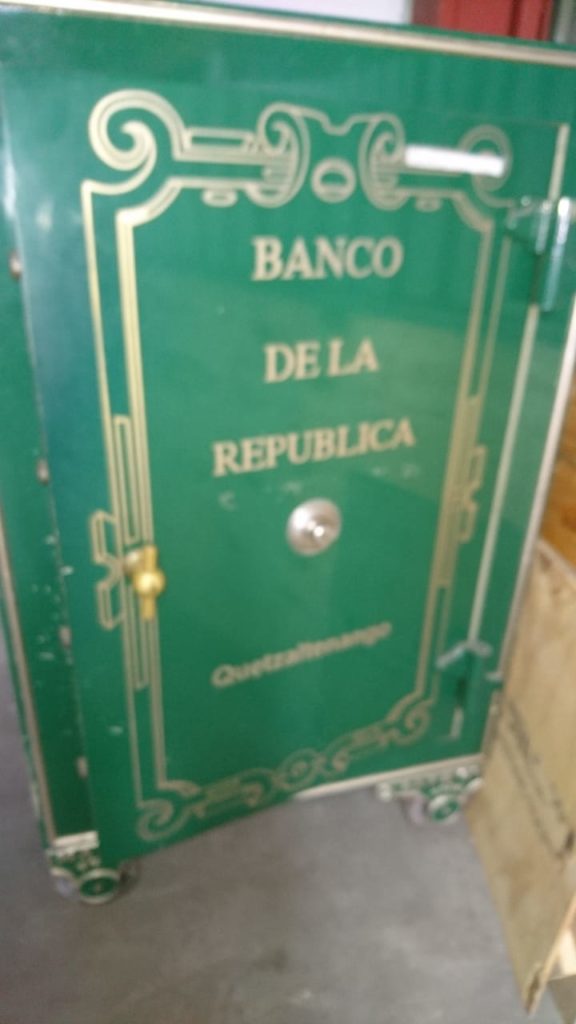 BANCO
DE LA
REPUBLICA
Quetzaltenango